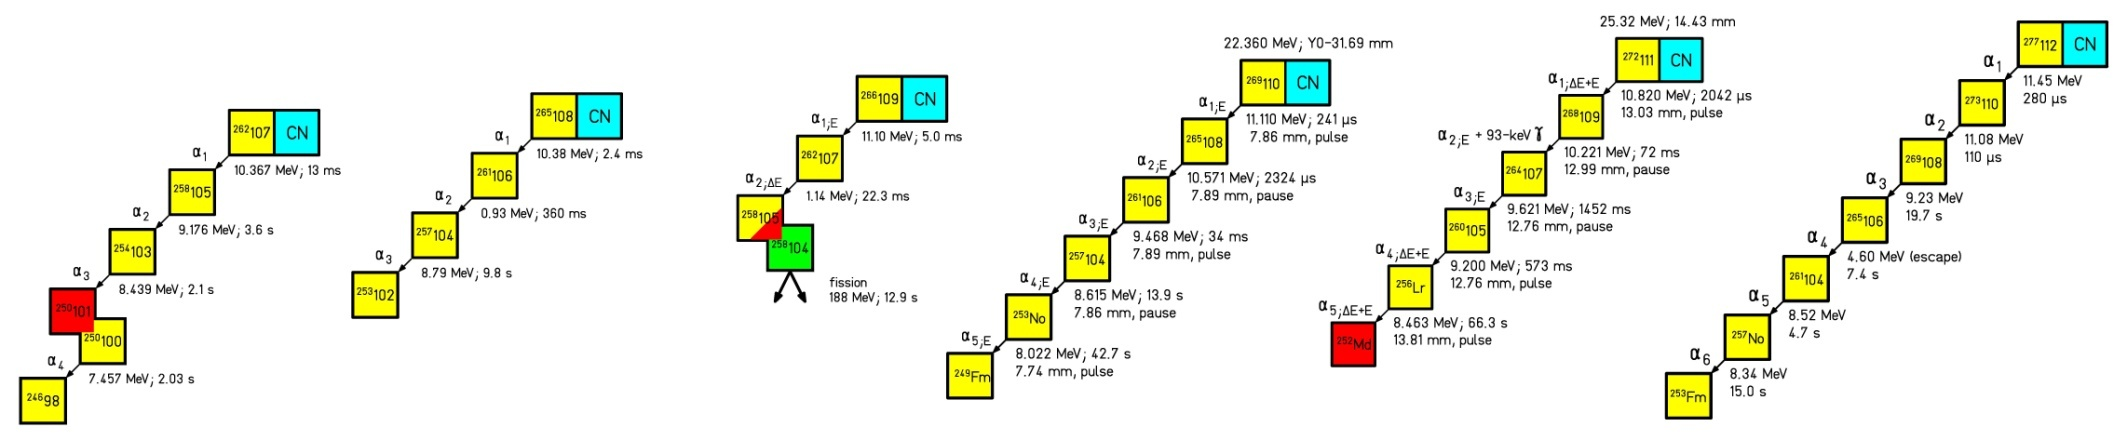 ²⁶²107 CN
α₁
10.367 MeV; 13 ms
²⁵⁸105
α₂
9.176 MeV; 3.6 s
²⁵⁴103
α₃
8.439 MeV; 2.1 s
²⁵⁰101
²⁵⁰100
α₄
7.457 MeV; 2.03 s
²⁴⁶98
²⁶⁵108 CN
α₁
10.38 MeV; 2.4 ms
²⁶¹106
α₂
0.93 MeV; 360 ms
²⁵⁷104
α₃
8.79 MeV; 9.8 s
²⁵³102
²⁶⁶109 CN
α₁;E
11.10 MeV; 5.0 ms
²⁶²107
α₂;ΔE
1.14 MeV; 22.3 ms
²⁵⁸105
²⁵⁸104
fission
188 MeV; 12.9 s
22.360 MeV; Y0-31.69 mm
²⁶⁹110 CN
α₁;E
11.110 MeV; 241 µs
7.86 mm, pulse
²⁶⁵108
α₂;E
10.571 MeV; 2324 µs
7.89 mm, pause
²⁶¹106
α₃;E
9.468 MeV; 34 ms
7.89 mm, pulse
²⁵⁷104
α₄;E
8.615 MeV; 13.9 s
7.86 mm, pause
²⁵³No
α₅;E
8.022 MeV; 42.7 s
7.74 mm, pulse
²⁴⁹Fm
25.32 MeV; 14.43 mm
²⁷²111 CN
α₁;ΔE+E
10.820 MeV; 2042 µs
13.03 mm, pulse
²⁶⁸109
α₂;E + 93-keV γ
10.221 MeV; 72 ms
12.99 mm, pause
²⁶⁴107
α₃;E
9.621 MeV; 1452 ms
12.76 mm, pause
²⁶⁰105
α₄;ΔE+E
9.200 MeV; 573 ms
12.76 mm, pulse
²⁵⁶Lr
α₅;ΔE+E
8.463 MeV; 66.3 s
13.81 mm, pulse
²⁵²Md
²⁷⁷112 CN
α₁
11.45 MeV
280 µs
²⁷³110
α₂
11.08 MeV
110 µs
²⁶⁹108
α₃
9.23 MeV
19.7 s
²⁶⁵106
α₄
4.60 MeV (escape)
7.4 s
²⁶¹104
α₅
8.52 MeV
4.7 s
²⁵⁷No
α₆
8.34 MeV
15.0 s
²⁵³Fm